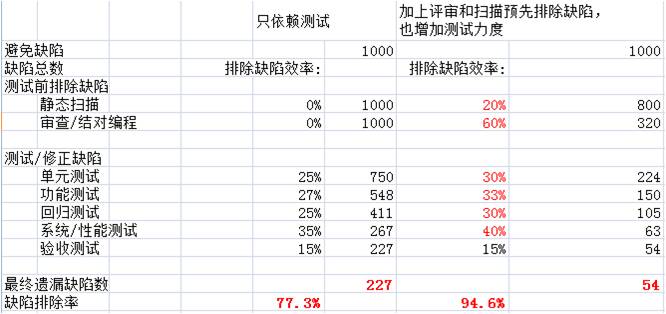 只依赖测试 加上评审和扫描预先排除缺陷，
也增加测试力度
避免缺陷 1000 1000
缺陷总数 排除缺陷效率： 排除缺陷效率：
测试前排除缺陷
静态扫描 0% 1000 20% 800
审查/结对编程 0% 1000 60% 320
测试/修正缺陷
单元测试 25% 750 30% 224
功能测试 27% 548 33% 150
回归测试 25% 411 30% 105
系统/性能测试 35% 267 40% 63
验收测试 15% 227 15% 54
最终遗漏缺陷数 227 54
缺陷排除率 77.3% 94.6%